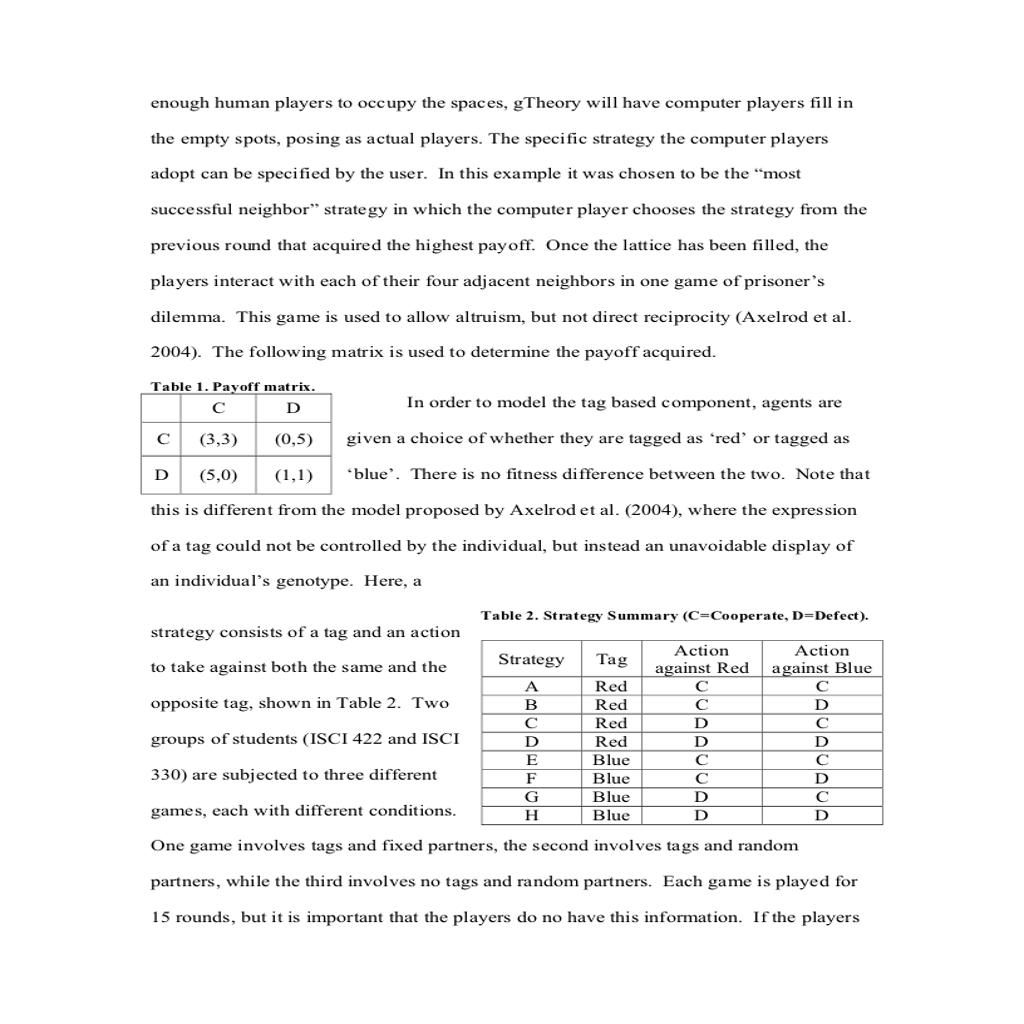 enough human players to occupy the spaces, gTheory will have computer players fill in
the empty spots, posing as actual players. The specific strategy the computer players
adopt can be specified by the user. In this example it was chosen to be the “most
successful neighbor” strategy in which the computer player chooses the strategy from the
previous round that acquired the highest payoff. Once the lattice has been filled, the
players interact with each of their four adjacent neighbors in one game of prisoner’s
dilemma. This game is used to allow altruism, but not direct reciprocity (Axelrod et al.
2004). The following matrix is used to determine the payoff acquired.
Table 1. Payoff matrix.
C D
C (3,3) (0,5)
D (5,0) (1,1)
In order to model the tag based component, agents are
given a choice of whether they are tagged as ‘red’ or tagged as
‘blue’. There is no fitness difference between the two. Note that
this is different from the model proposed by Axelrod et al. (2004), where the expression
of a tag could not be controlled by the individual, but instead an unavoidable display of
an individual’s genotype. Here, a
strategy consists of a tag and an action
to take against both the same and the
opposite tag, shown in Table 2. Two
groups of students (ISCI 422 and ISCI
330) are subjected to three different
games, each with different conditions.
Table 2. Strategy Summary (C=Cooperate, D=Defect).
Strategy Tag Action against Red Action against Blue
A Red C C
B Red C D
C Red D C
D Red D D
E Blue C C
F Blue C D
G Blue D C
H Blue D D
One game involves tags and fixed partners, the second involves tags and random
partners, while the third involves no tags and random partners. Each game is played for
15 rounds, but it is important that the players do no have this information. If the players